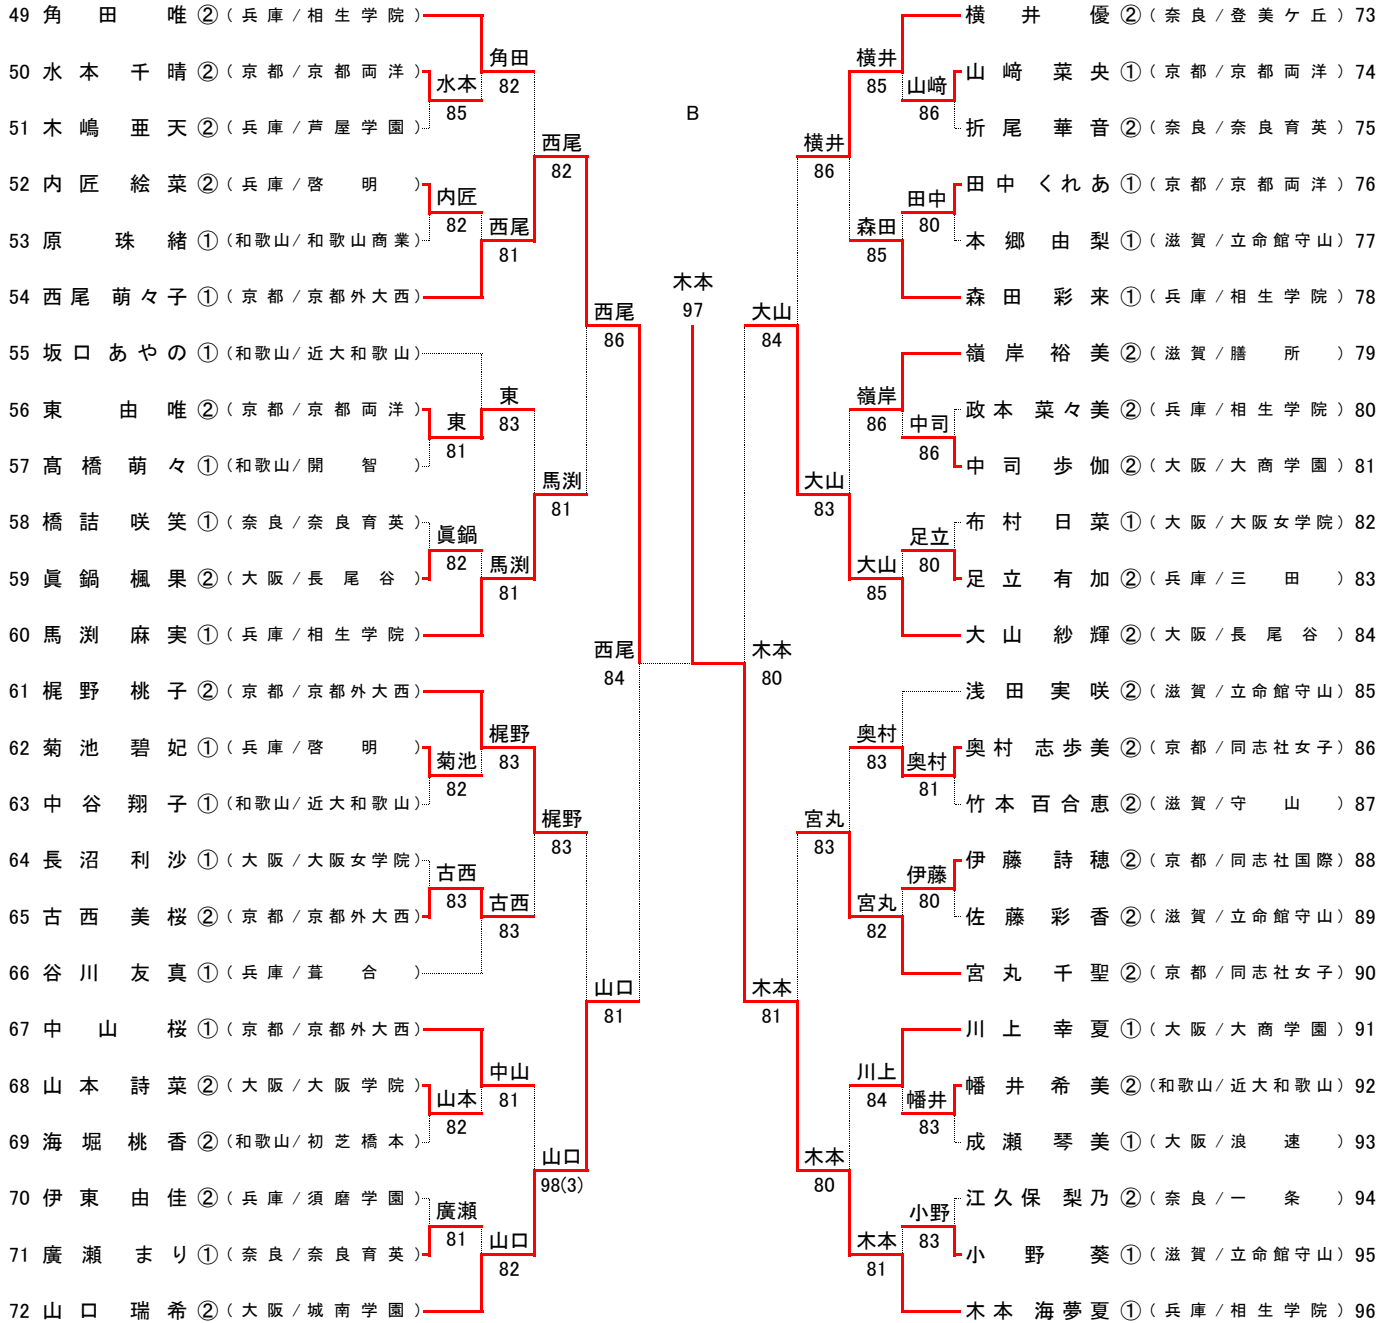 49 角田 唯 ② (兵庫/相生学院)
50 水本 千晴 ② (京都/京都両洋)
51 木嶋 亜天 ② (兵庫/芦屋学園)
52 内匠 絵菜 ② (兵庫/啓明)
53 原 珠緒 ① (和歌山/和歌山商業)
54 西尾 萌々子 ① (京都/京都外大西)
55 坂口 あやの ① (和歌山/近大和歌山)
56 東 由唯 ② (京都/京都両洋)
57 髙橋 萌々 ① (和歌山/開智)
58 橋詰 咲笑 ① (奈良/奈良育英)
59 眞鍋 楓果 ② (大阪/長尾谷)
60 馬渕 麻実 ① (兵庫/相生学院)
61 梶野 桃子 ② (京都/京都外大西)
62 菊池 碧妃 ① (兵庫/啓明)
63 中谷 翔子 ① (和歌山/近大和歌山)
64 長沼 利沙 ① (大阪/大阪女学院)
65 古西 美桜 ② (京都/京都外大西)
66 谷川 友真 ① (兵庫/葺合)
67 中山 桜 ① (京都/京都外大西)
68 山本 詩菜 ② (大阪/大阪学院)
69 海堀 桃香 ② (和歌山/初芝橋本)
70 伊東 由佳 ② (兵庫/須磨学園)
71 廣瀬 まり ① (奈良/奈良育英)
72 山口 瑞希 ② (大阪/城南学園)
水本
85
内匠
82
東
81
眞鍋
82
菊池
82
古西
83
山本
82
廣瀬
81
角田
82
西尾
81
東
83
馬渕
81
梶野
83
古西
83
中山
81
山口
82
西尾
82
馬渕
81
梶野
83
山口
98(3)
西尾
86
山口
81
西尾
84
B
木本
97
木本
80
大山
84
木本
81
横井
86
大山
83
宮丸
83
木本
80
横井
85
森田
85
嶺岸
86
大山
85
奥村
83
宮丸
82
川上
84
木本
81
山﨑
86
田中
80
中司
86
足立
80
奥村
81
伊藤
80
幡井
83
小野
83
横井 優 ② (奈良/登美ケ丘) 73
山﨑 菜央 ① (京都/京都両洋) 74
折尾 華音 ② (奈良/奈良育英) 75
田中 くれあ ① (京都/京都両洋) 76
本郷 由梨 ① (滋賀/立命館守山) 77
森田 彩来 ① (兵庫/相生学院) 78
嶺岸 裕美 ② (滋賀/膳所) 79
政本 菜々美 ② (兵庫/相生学院) 80
中司 歩伽 ② (大阪/大商学園) 81
布村 日菜 ① (大阪/大阪女学院) 82
足立 有加 ② (兵庫/三田) 83
大山 紗輝 ② (大阪/長尾谷) 84
浅田 実咲 ② (滋賀/立命館守山) 85
奥村 志歩美 ② (京都/同志社女子) 86
竹本 百合恵 ② (滋賀/守山) 87
伊藤 詩穂 ② (京都/同志社国際) 88
佐藤 彩香 ② (滋賀/立命館守山) 89
宮丸 千聖 ② (京都/同志社女子) 90
川上 幸夏 ① (大阪/大商学園) 91
幡井 希美 ② (和歌山/近大和歌山) 92
成瀬 琴美 ① (大阪/浪速) 93
江久保 梨乃 ② (奈良/一条) 94
小野 葵 ① (滋賀/立命館守山) 95
木本 海夢夏 ① (兵庫/相生学院) 96